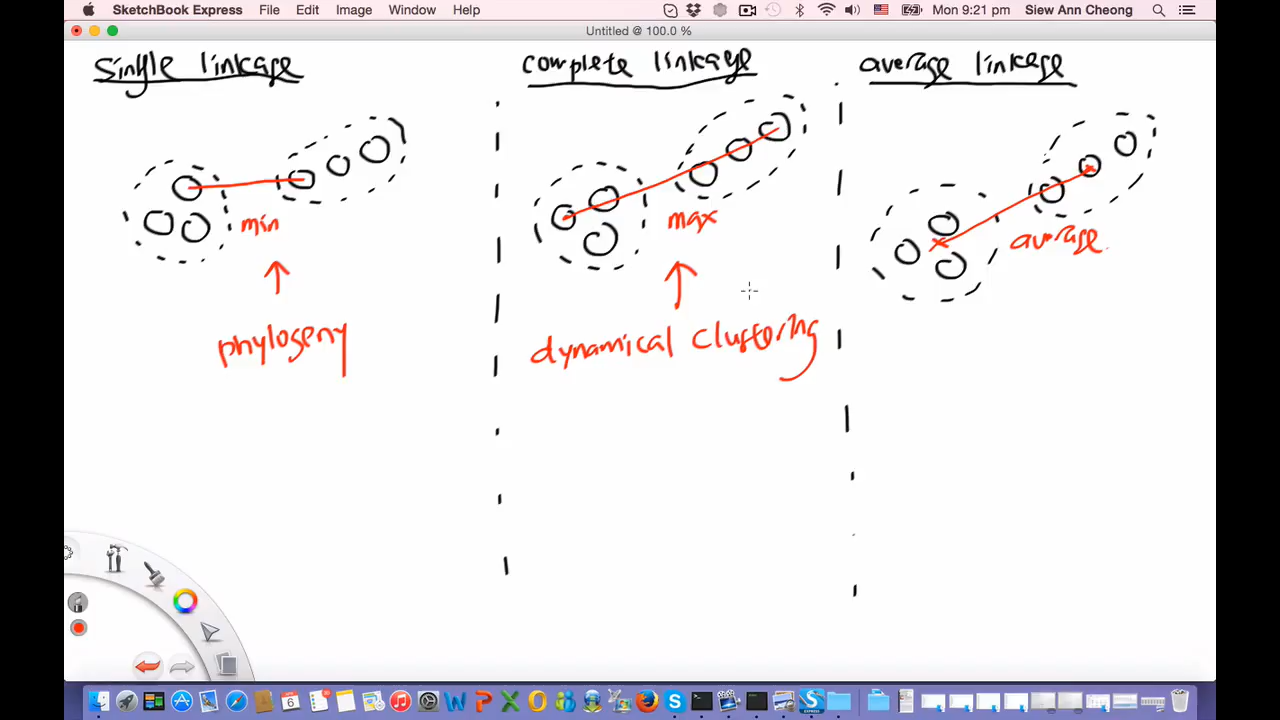 SketchBook Express File Edit Image Window Help Mon 9:21 pm Siew Ann Cheong
Untitled @ 100.0 %
single linkage
complete linkage
average linkage
min
max
average
phylogeny
dynamical clustering